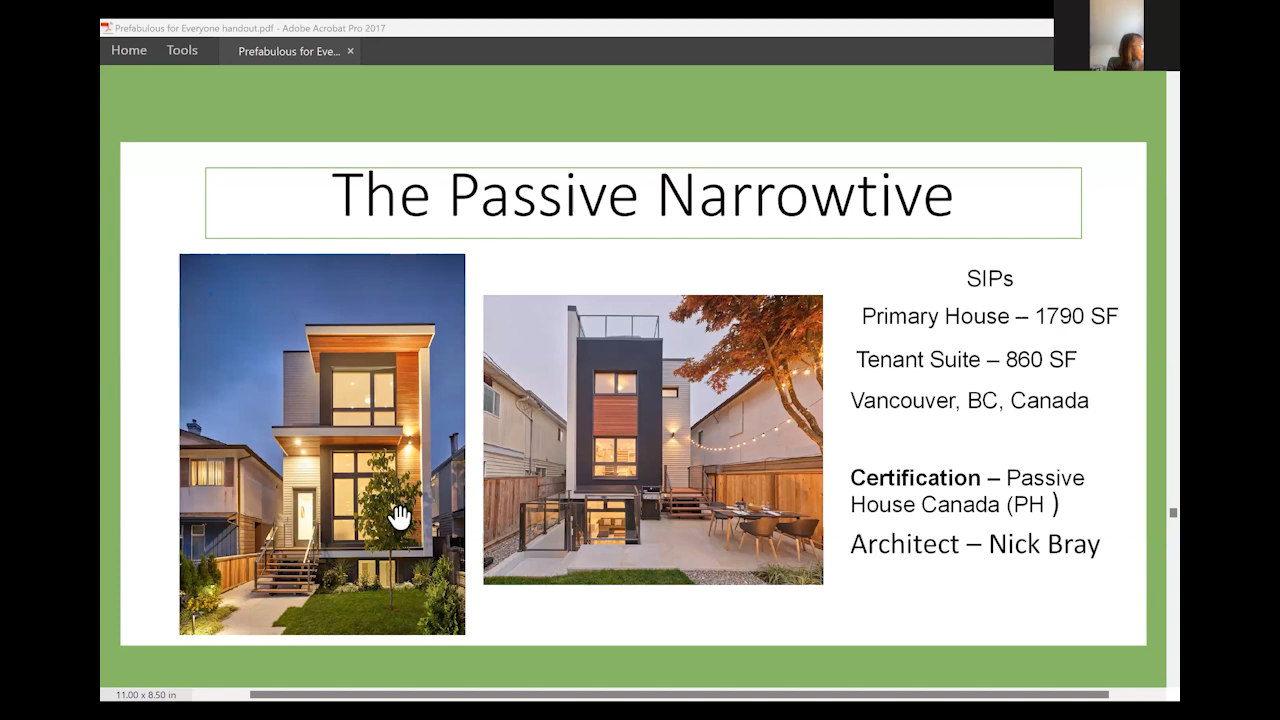 Prefabulous for Everyone handout.pdf - Adobe Acrobat Pro 2017
Home Tools Prefabulous for Eve... ×
The Passive Narrowtive
SIPs
Primary House – 1790 SF
Tenant Suite – 860 SF
Vancouver, BC, Canada
Certification – Passive
House Canada (PH )
Architect – Nick Bray
11.00 x 8.50 in